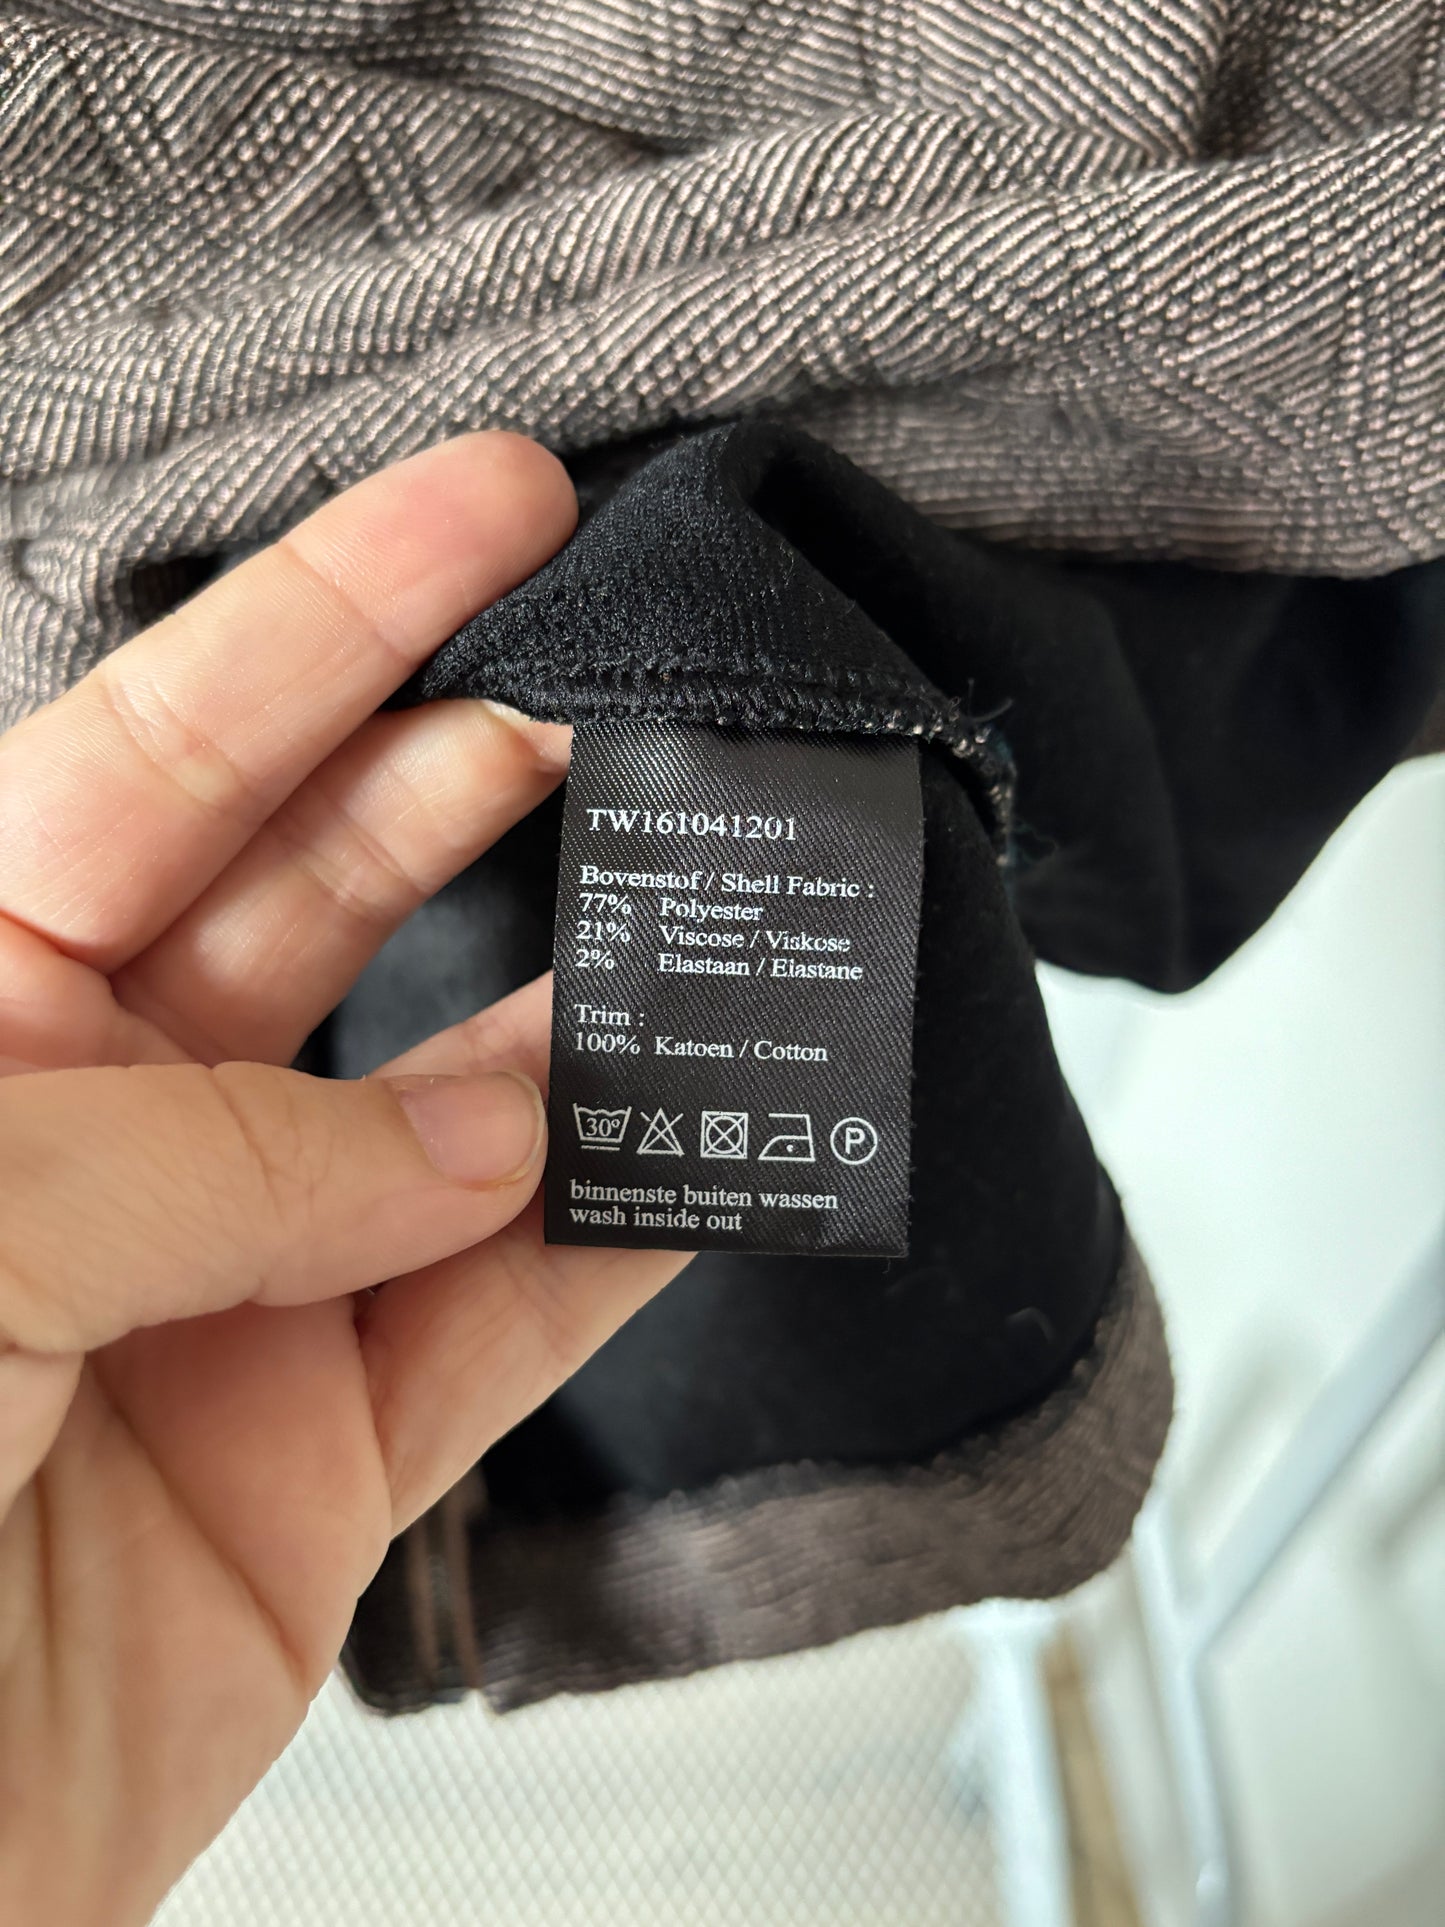 TW161041201
Bovenstof / Shell Fabric :
77% Polyester
21% Viscose / Viskose
2% Elastaan / Elastane
Trim :
100% Katoen / Cotton
30° P
binnenste buiten wassen
wash inside out